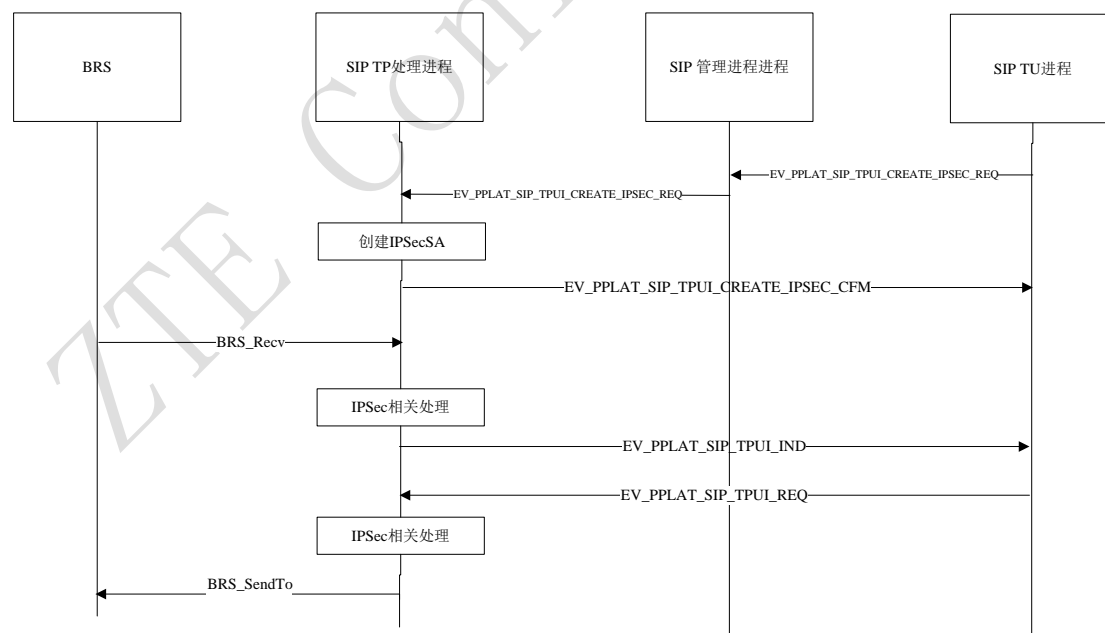 BRS
SIP TP处理进程
SIP 管理进程进程
SIP TU进程
EV_PPLAT_SIP_TPUI_CREATE_IPSEC_REQ
EV_PPLAT_SIP_TPUI_CREATE_IPSEC_REQ
创建IPSecSA
EV_PPLAT_SIP_TPUI_CREATE_IPSEC_CFM
BRS_Recv
IPSec相关处理
EV_PPLAT_SIP_TPUI_IND
EV_PPLAT_SIP_TPUI_REQ
IPSec相关处理
BRS_SendTo
ZTE